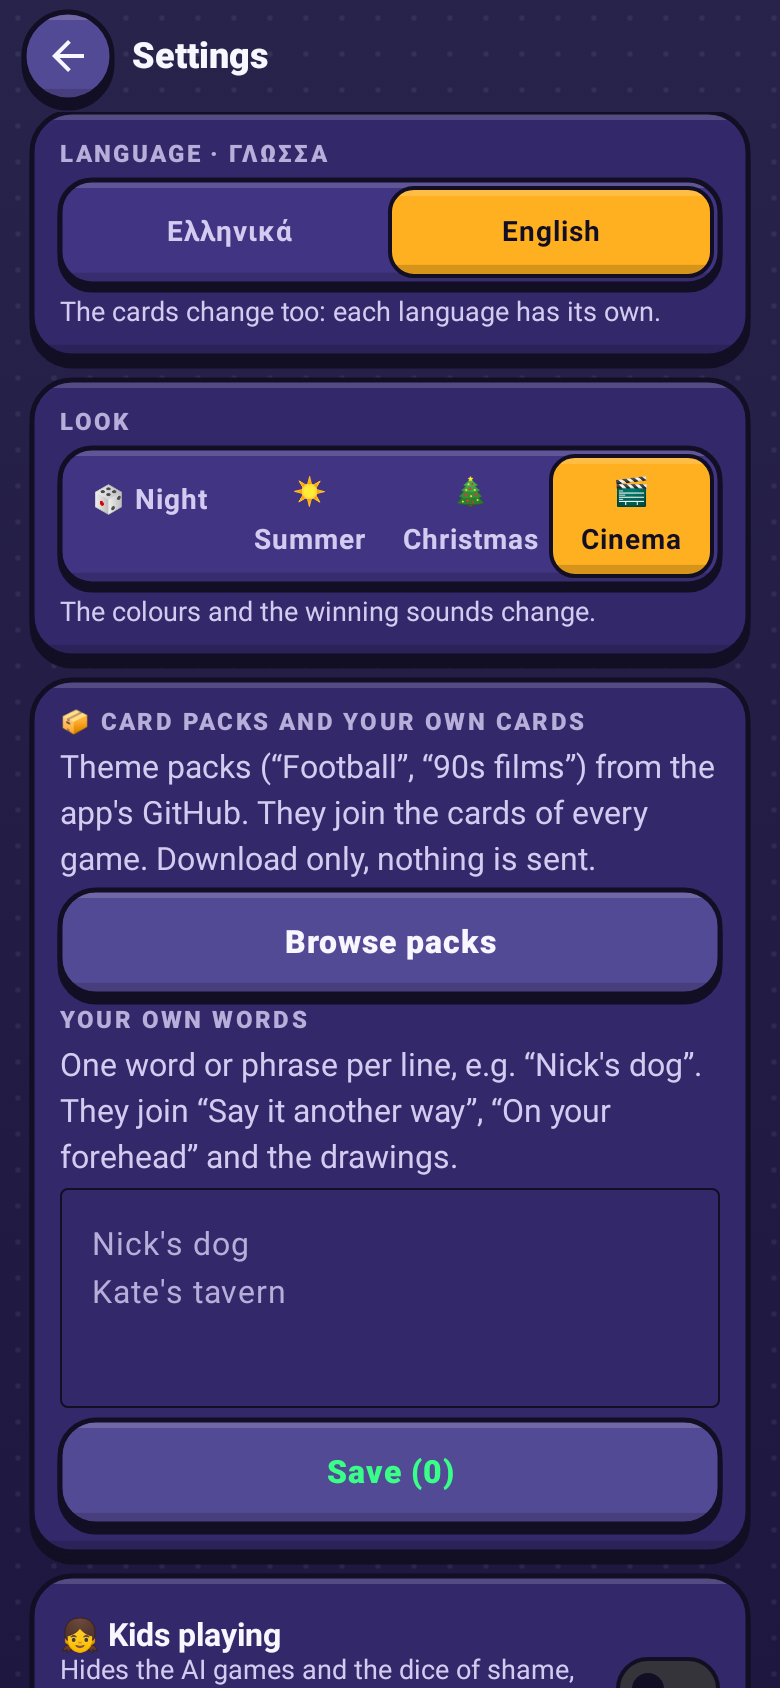 Settings
LANGUAGE · ΓΛΩΣΣΑ
Ελληνικά
English
The cards change too: each language has its own.
LOOK
Night
Summer
Christmas
Cinema
The colours and the winning sounds change.
CARD PACKS AND YOUR OWN CARDS
Theme packs (“Football”, “90s films”) from the
app's GitHub. They join the cards of every
game. Download only, nothing is sent.
Browse packs
YOUR OWN WORDS
One word or phrase per line, e.g. “Nick's dog”.
They join “Say it another way”, “On your
forehead” and the drawings.
Nick's dog
Kate's tavern
Save (0)
Kids playing
Hides the AI games and the dice of shame,